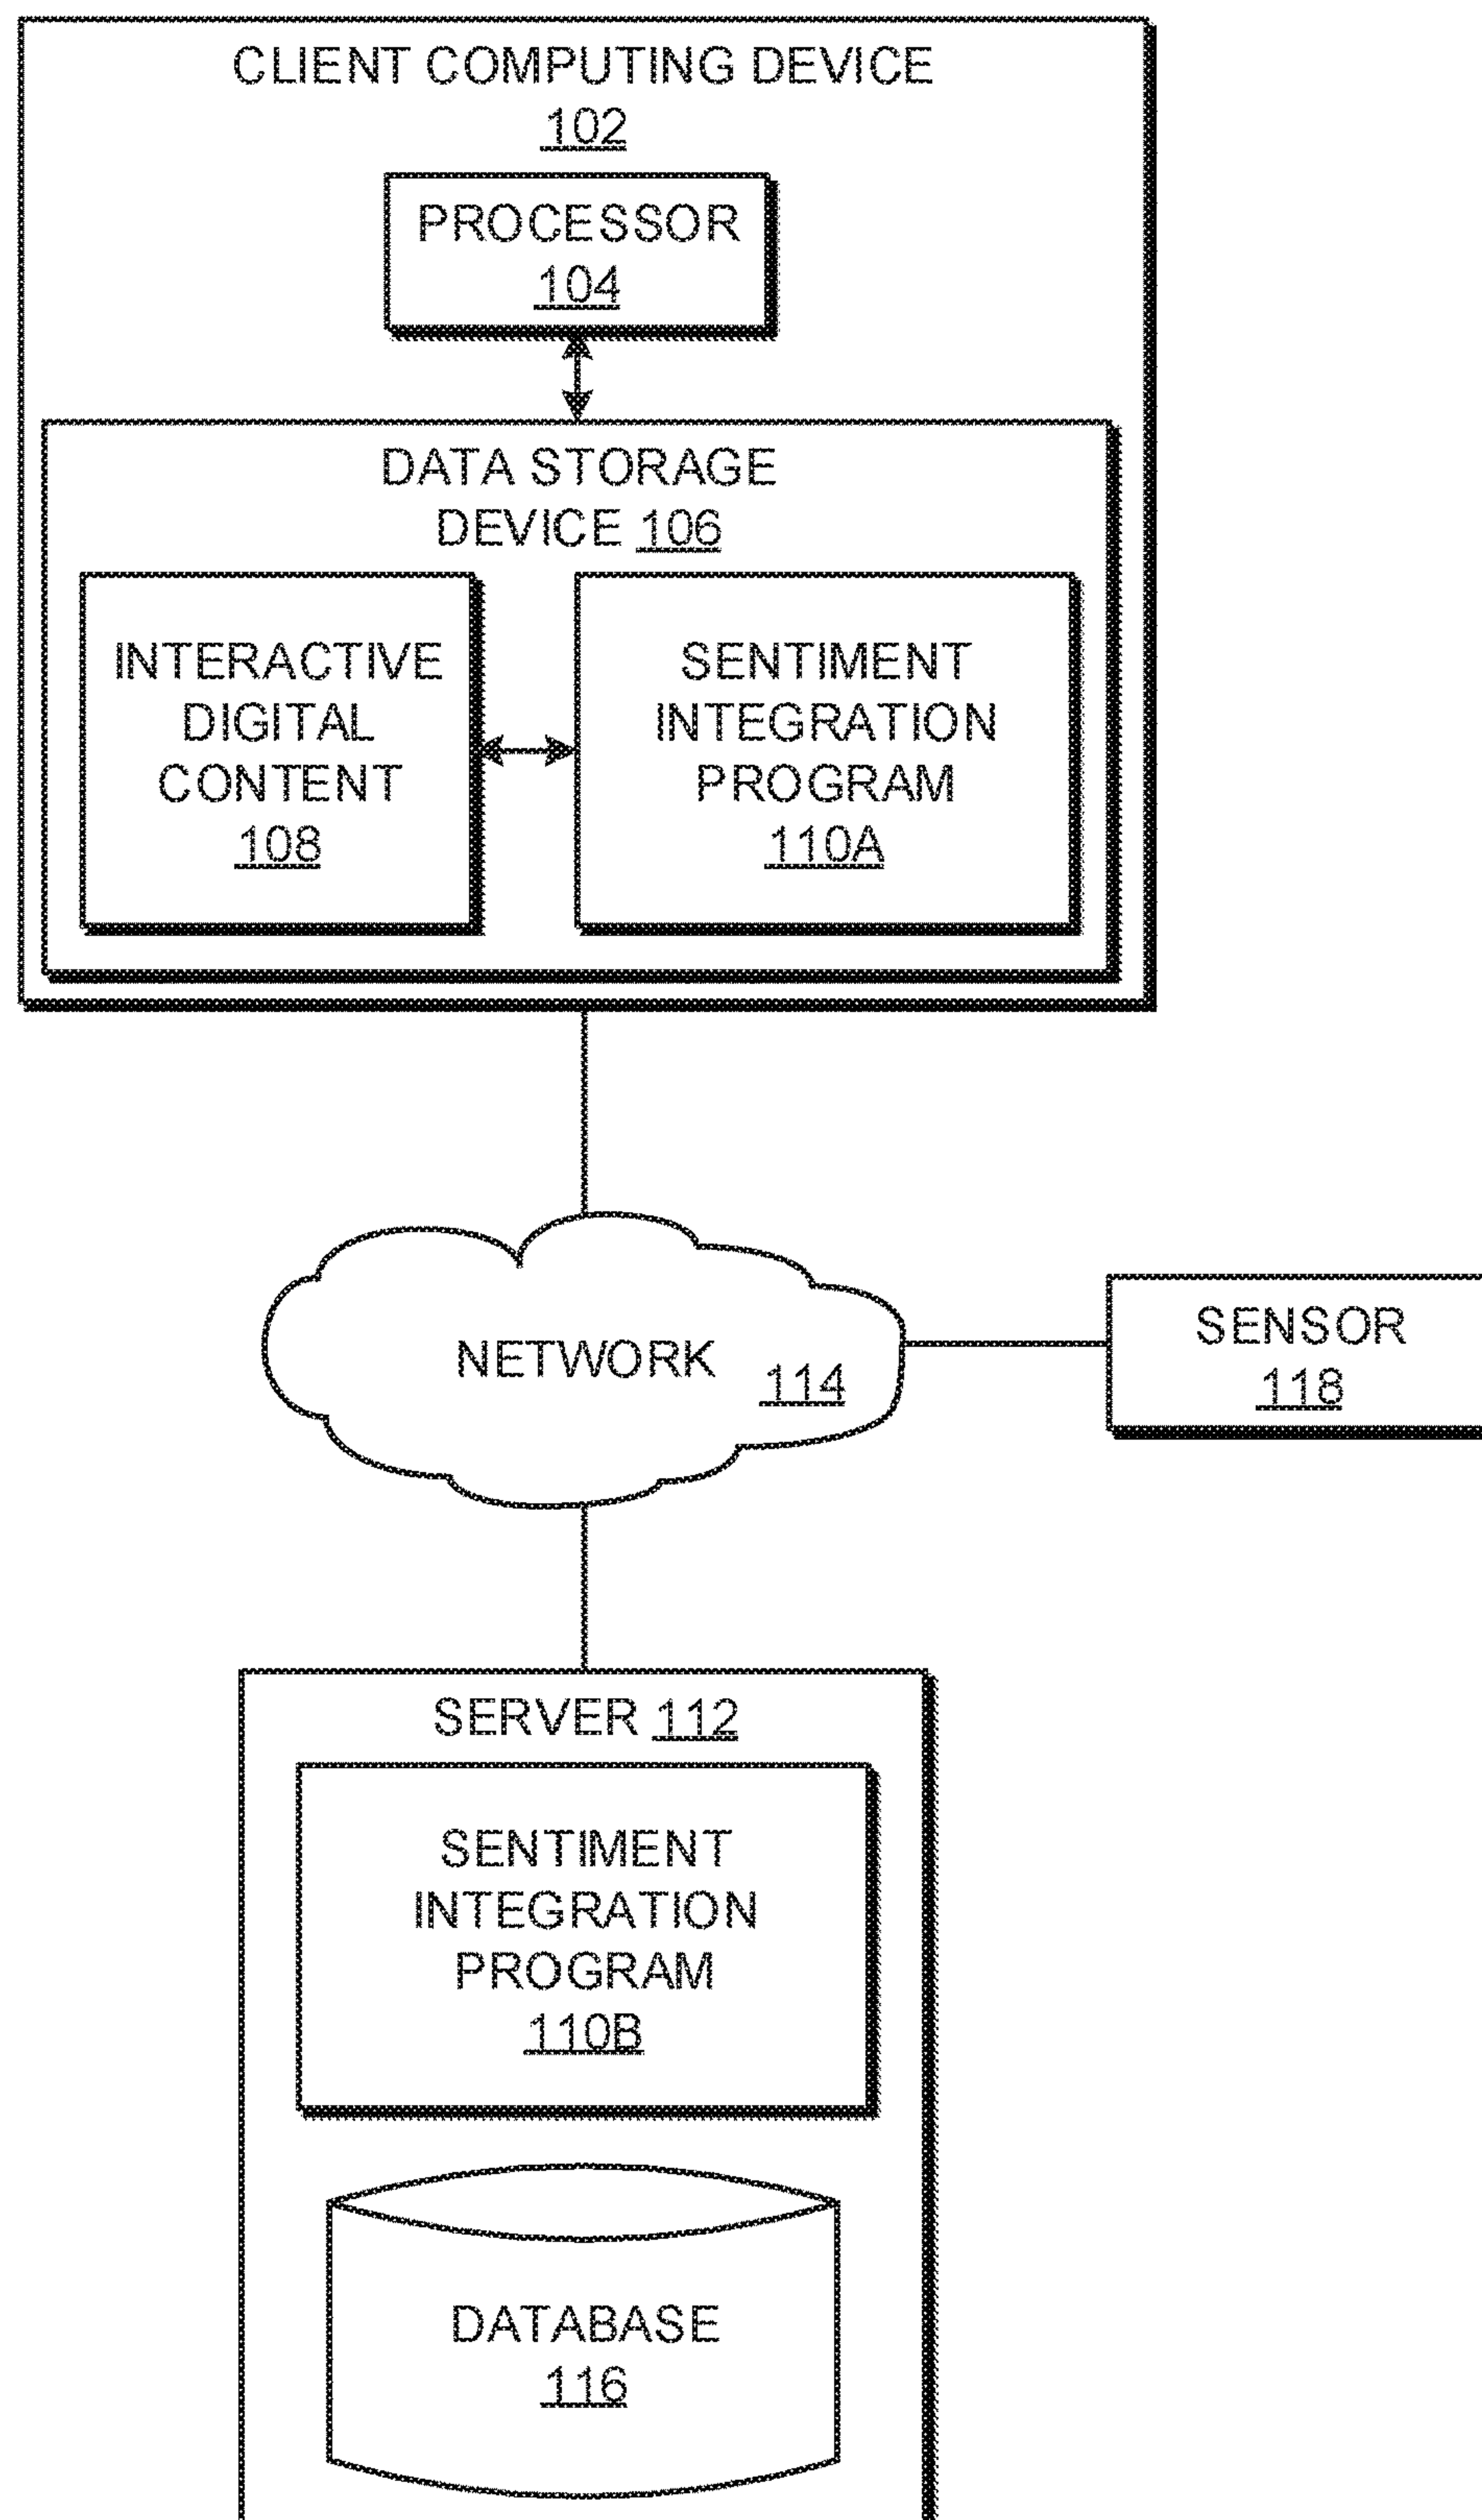 CLIENT COMPUTING DEVICE
102
PROCESSOR
104
DATA STORAGE
DEVICE 106
INTERACTIVE
DIGITAL
CONTENT
108
SENTIMENT
INTEGRATION
PROGRAM
110A
NETWORK 114
SENSOR
118
SERVER 112
SENTIMENT
INTEGRATION
PROGRAM
110B
DATABASE
116